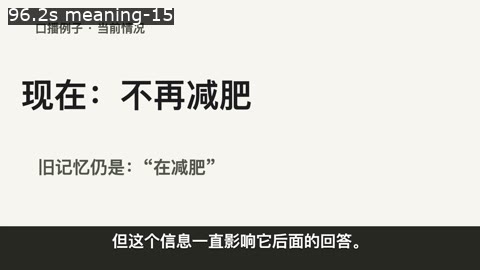 96.2s meaning-15
口播例子 · 当前情况
现在：不再减肥
旧记忆仍是：“在减肥”
但这个信息一直影响它后面的回答。